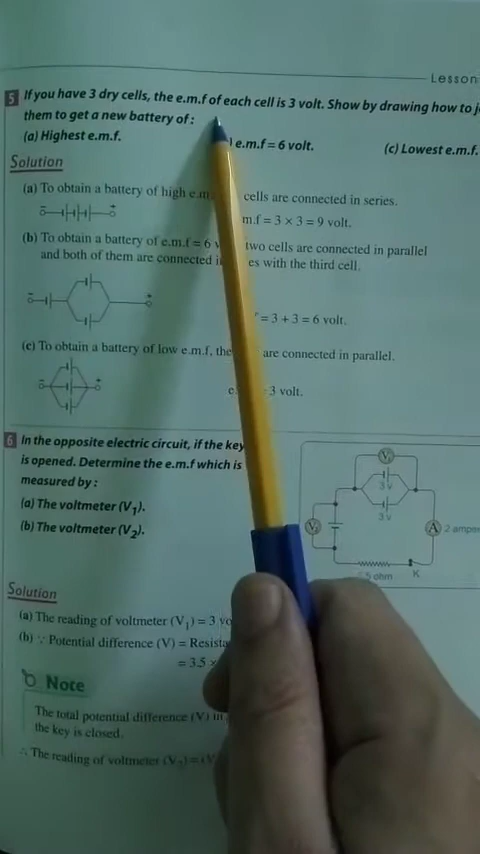 Lesson
5 If you have 3 dry cells, the e.m.f of each cell is 3 volt. Show by drawing how to
them to get a new battery of :
(a) Highest e.m.f. e.m.f = 6 volt. (c) Lowest e.m.f.
Solution
(a) To obtain a battery of high cells are connected in series.
m.f = 3 × 3 = 9 volt.
(b) To obtain a battery of e.m.f = 6 two cells are connected in parallel
and both of them are connected with the third cell.
= 3 + 3 = 6 volt.
(c) To obtain a battery of low e.m.f, the are connected in parallel.
3 volt.
6 In the opposite electric circuit, if the key
is opened. Determine the e.m.f which is
measured by :
(a) The voltmeter (V1).
(b) The voltmeter (V2).
3 V
3 V
A 2 amper
5 ohm K
Solution
(a) The reading of voltmeter (V1) = 3
(b) ∵ Potential difference (V) =
= 3.5 ×
Note
The total potential difference (V)
the key is closed.
∴ The reading of voltmeter (V2) =